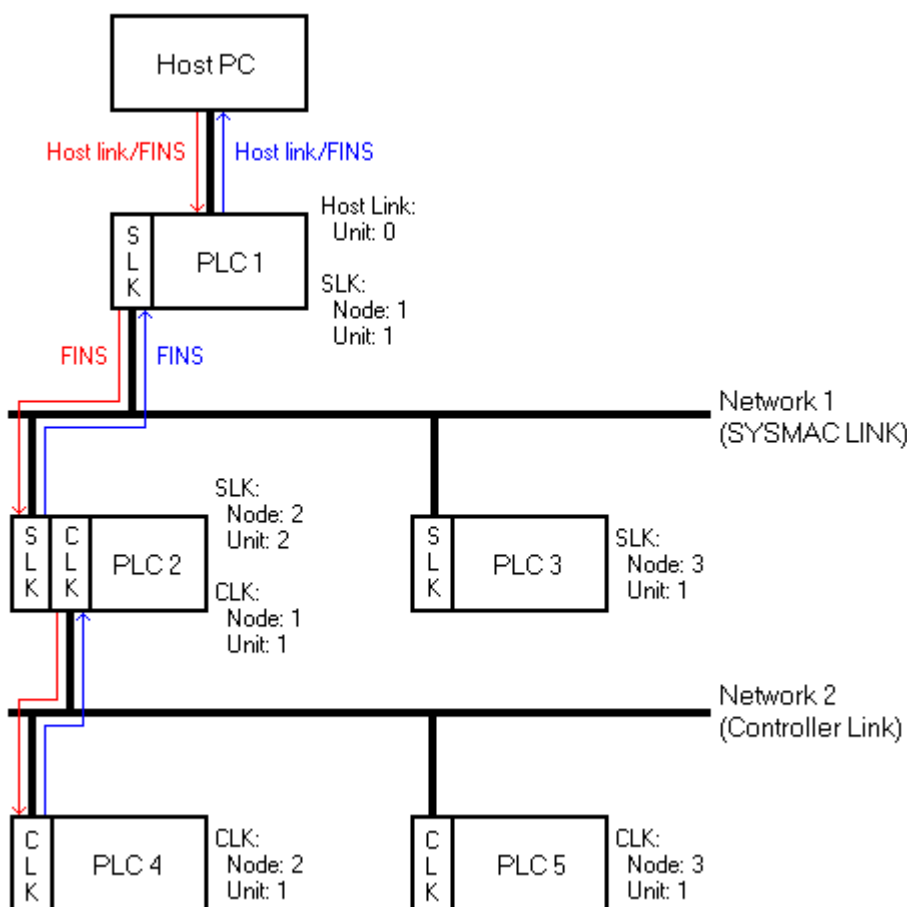 Host PC
Host link/FINS
Host link/FINS
Host Link:
Unit: 0
S
L
K
PLC 1
SLK:
Node: 1
Unit: 1
FINS
FINS
Network 1
(SYSMAC LINK)
SLK:
Node: 2
Unit: 2
S
L
K
C
L
K
PLC 2
CLK:
Node: 1
Unit: 1
S
L
K
PLC 3
SLK:
Node: 3
Unit: 1
Network 2
(Controller Link)
C
L
K
PLC 4
CLK:
Node: 2
Unit: 1
C
L
K
PLC 5
CLK:
Node: 3
Unit: 1